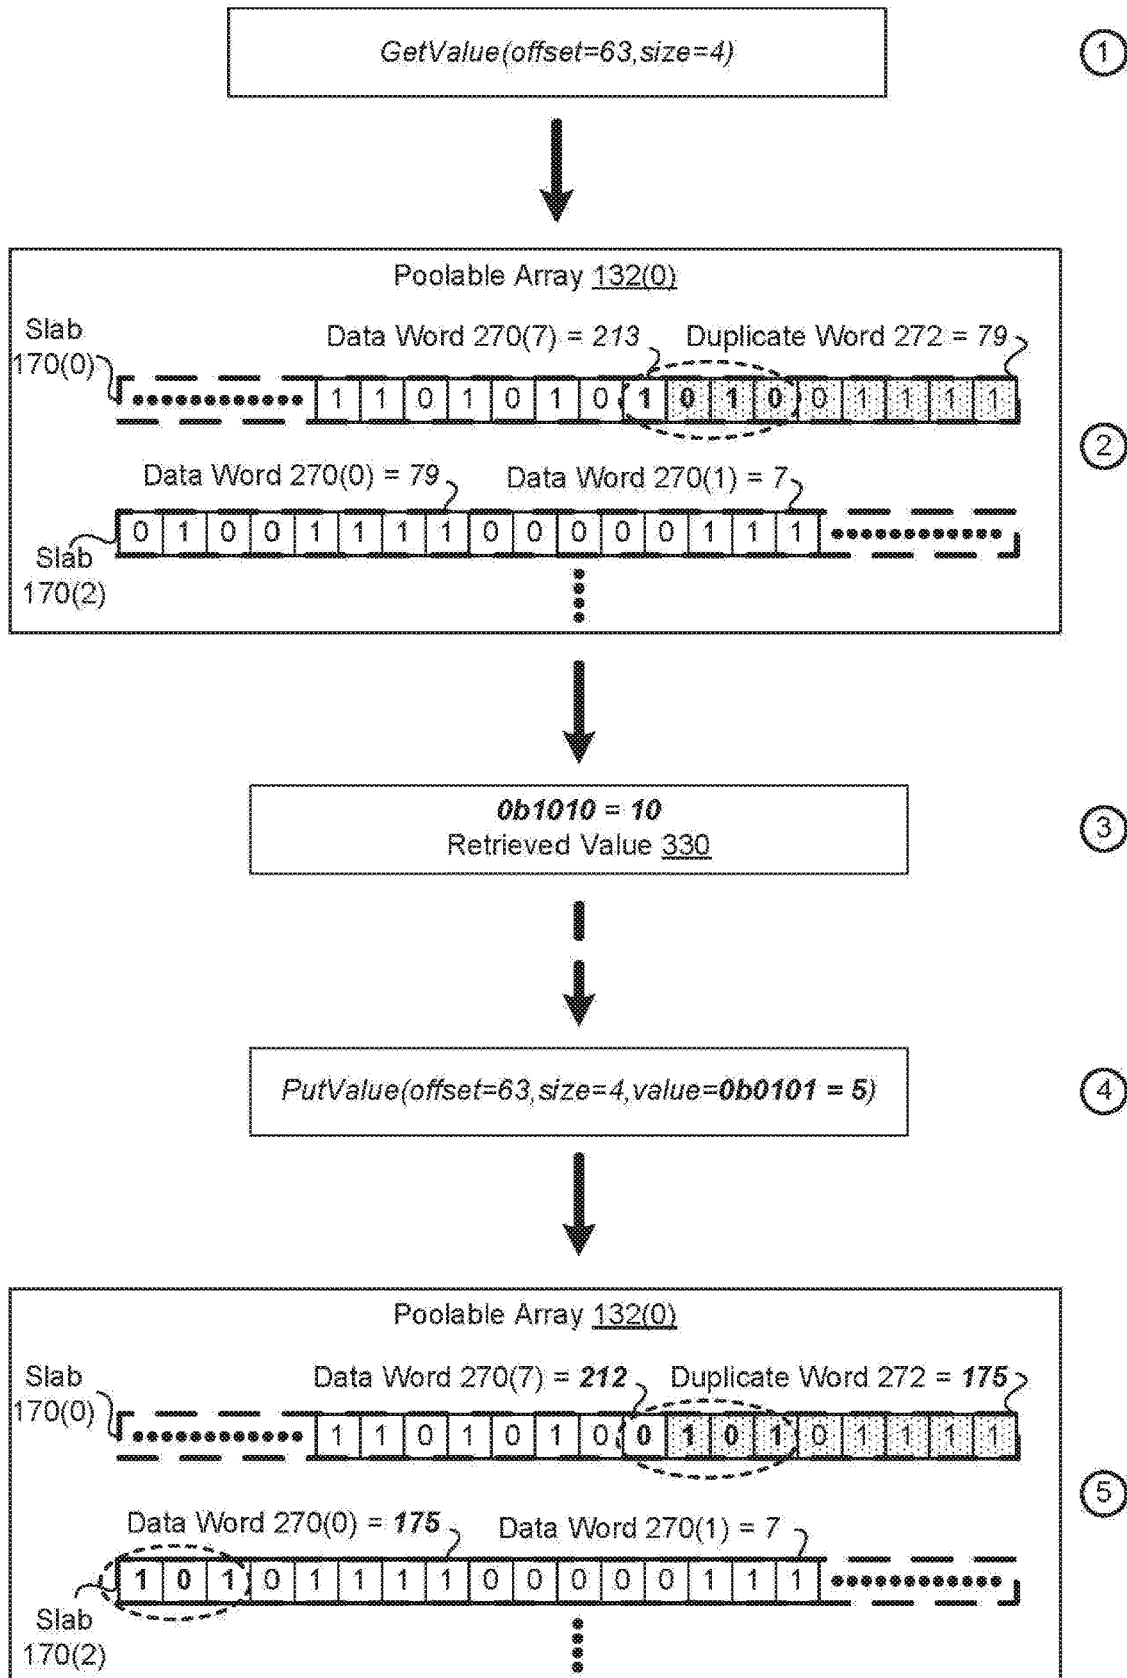 GetValue(offset=63,size=4)
1
Poolable Array 132(0)
Slab 170(0)
Data Word 270(7) = 213
Duplicate Word 272 = 79
1 1 0 1 0 1 0 1 0 1 0 0 1 1 1 1
2
Data Word 270(0) = 79
Data Word 270(1) = 7
0 1 0 0 1 1 1 1 0 0 0 0 0 1 1 1
Slab 170(2)
0b1010 = 10
Retrieved Value 330
3
PutValue(offset=63,size=4,value=0b0101 = 5)
4
Poolable Array 132(0)
Slab 170(0)
Data Word 270(7) = 212
Duplicate Word 272 = 175
1 1 0 1 0 1 0 0 1 0 1 0 1 1 1 1
5
Data Word 270(0) = 175
Data Word 270(1) = 7
1 0 1 0 1 1 1 1 0 0 0 0 0 1 1 1
Slab 170(2)